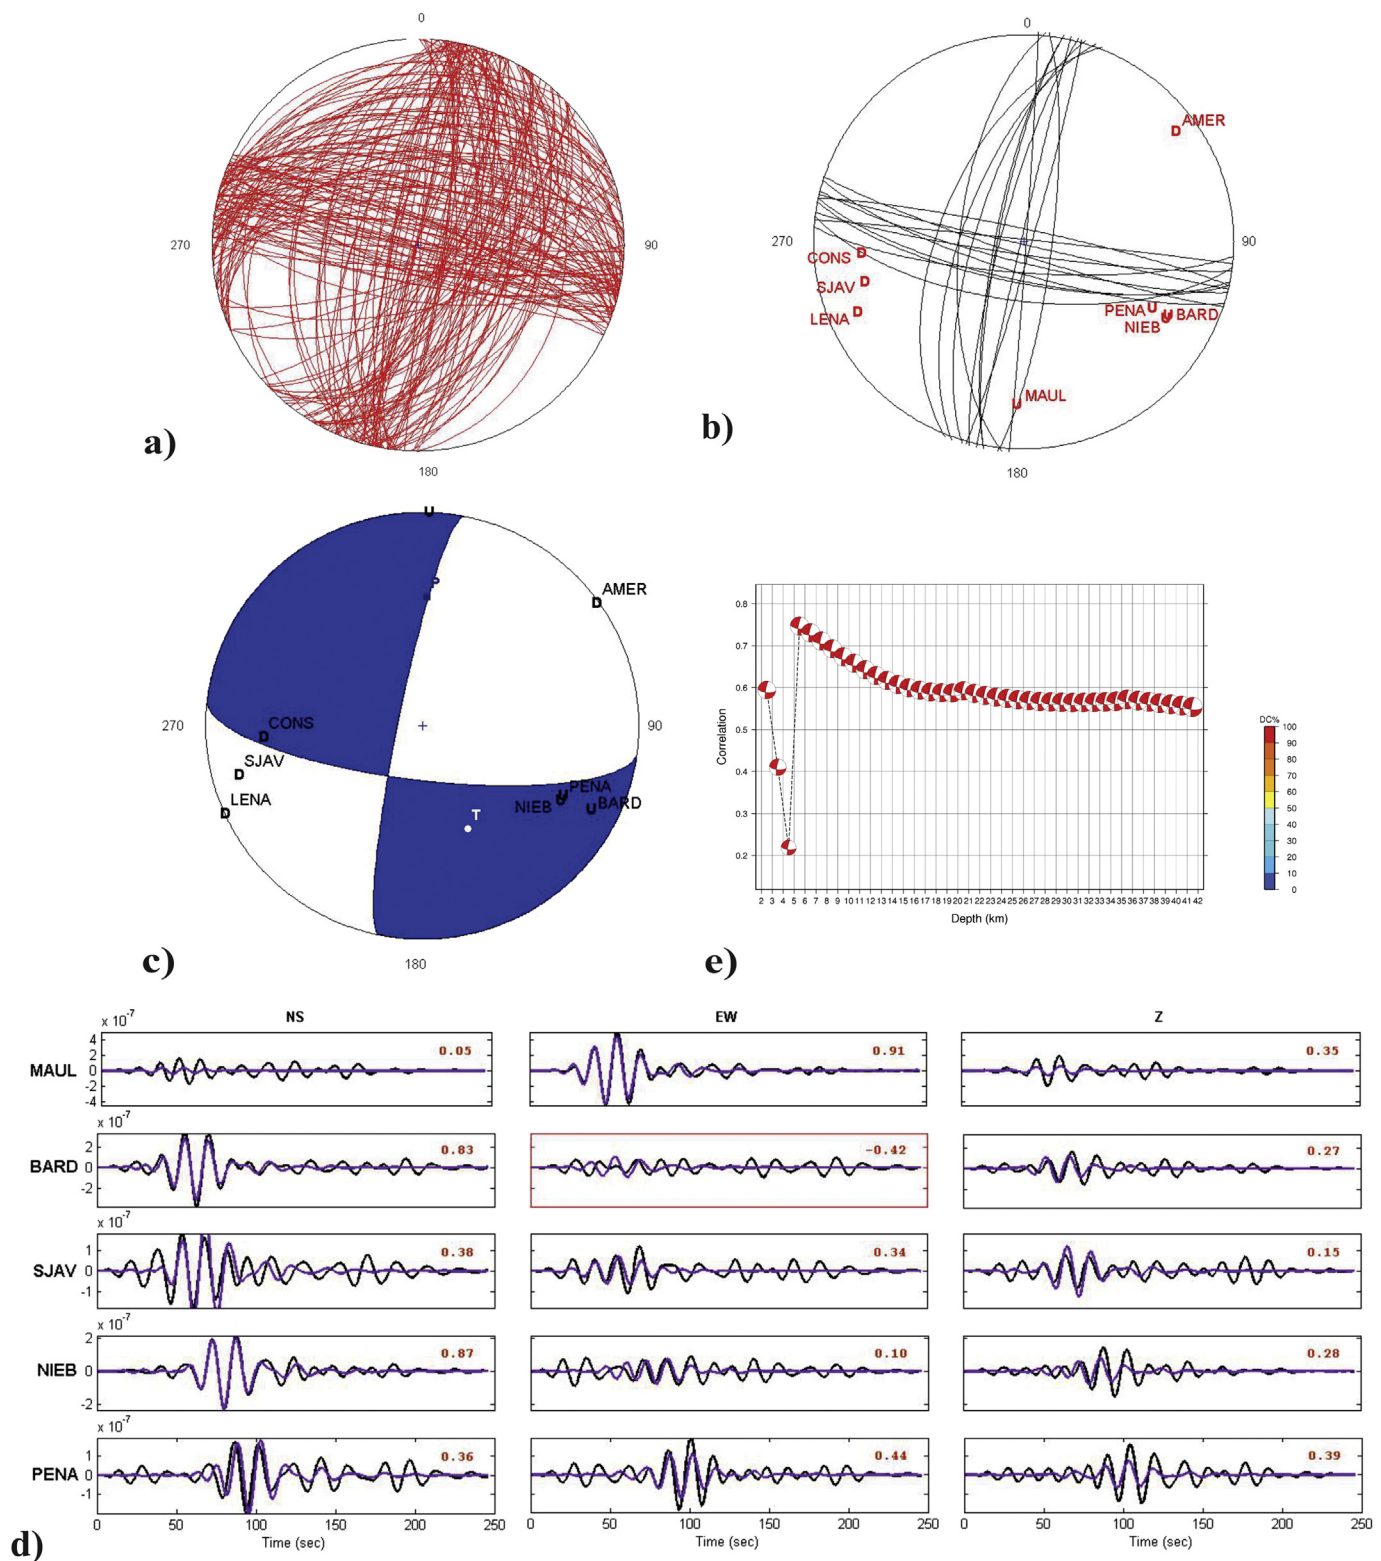 0
270
90
180
a)
0
AMER
270
90
CONS
SJAV
LENA
U
PENA
U BARD
NIEB
U MAUL
180
b)
D
D
D
D
U
P
AMER
D
270
90
CONS
D
SJAV
D
LENA
D
PENA
U
NIEB
U
BARD
U
T
180
c)
0.8
0.7
0.6
0.5
0.4
0.3
0.2
Correlation
2 3 4 5 6 7 8 9 10 11 12 13 14 15 16 17 18 19 20 21 22 23 24 25 26 27 28 29 30 31 32 33 34 35 36 37 38 39 40 41 42
Depth (km)
DC%
100
90
80
70
60
50
40
30
20
10
0
e)
NS
EW
Z
x 10⁻⁷
4
2
0
-2
-4
MAUL
0.05
0.91
0.35
x 10⁻⁷
2
0
-2
BARD
0.83
-0.42
0.27
x 10⁻⁷
1
0
-1
SJAV
0.38
0.34
0.15
x 10⁻⁷
2
0
-2
NIEB
0.87
0.10
0.28
x 10⁻⁷
1
0
-1
PENA
0.36
0.44
0.39
0 50 100 150 200 250
0 50 100 150 200 250
0 50 100 150 200 250
Time (sec)
Time (sec)
Time (sec)
d)